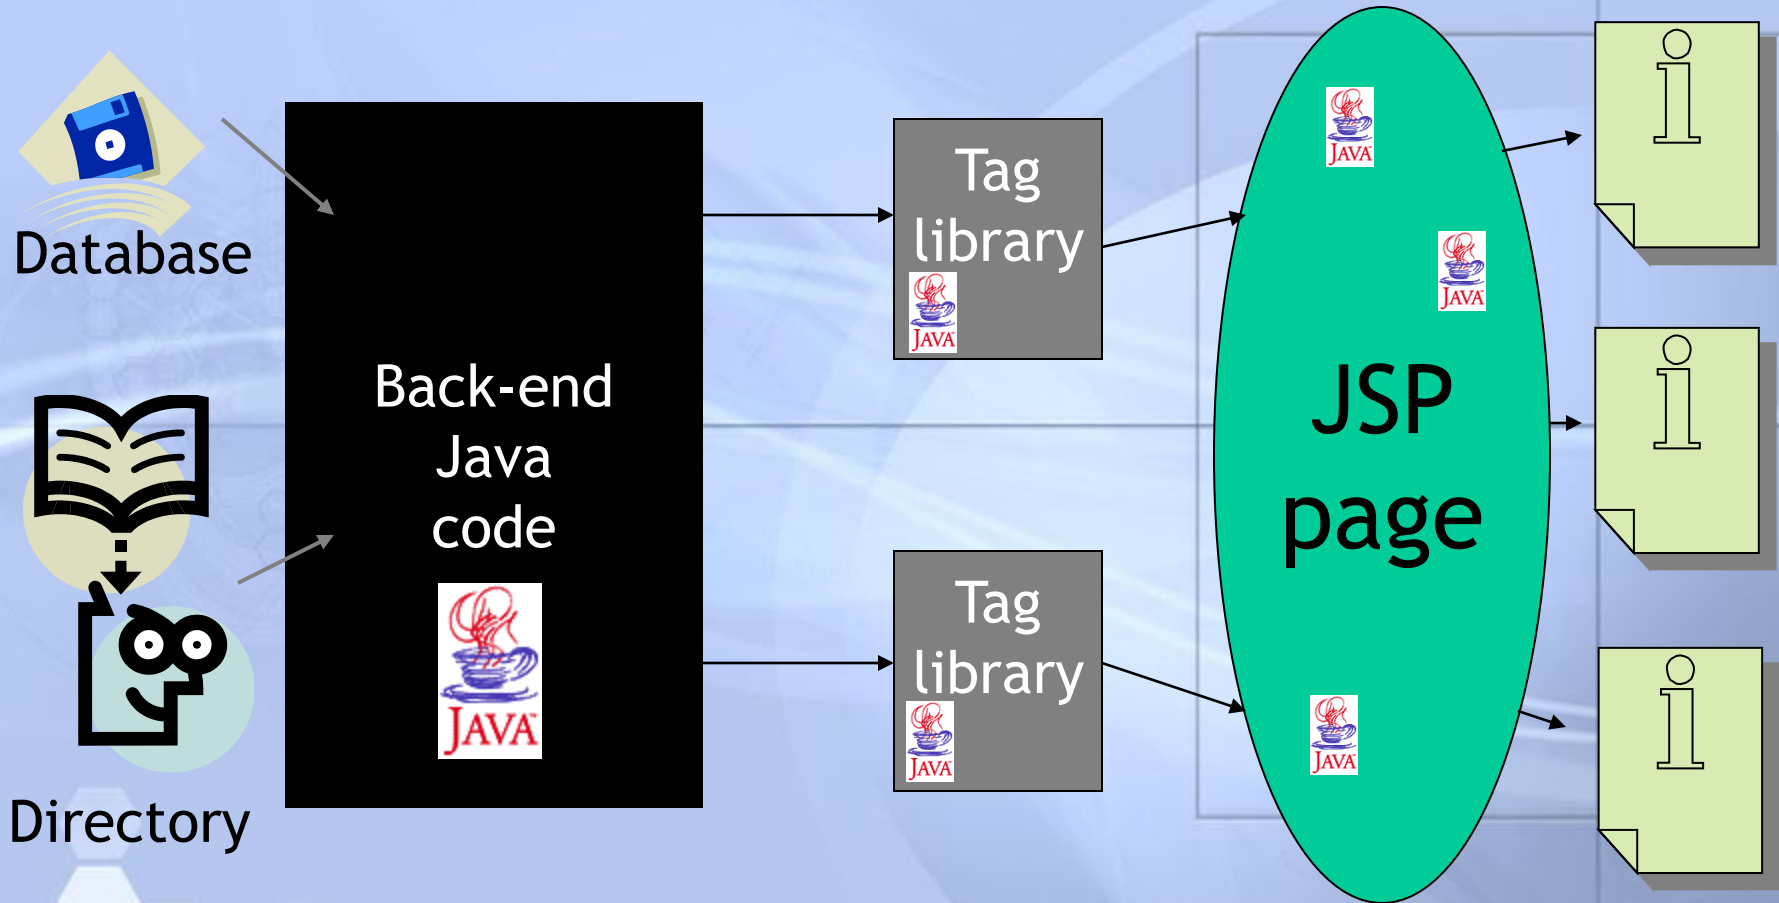 Database
Directory
Back-end
Java
code
JAVA
Tag
library
JAVA
Tag
library
JAVA
JAVA
JAVA
JSP
page
JAVA
i
i
i